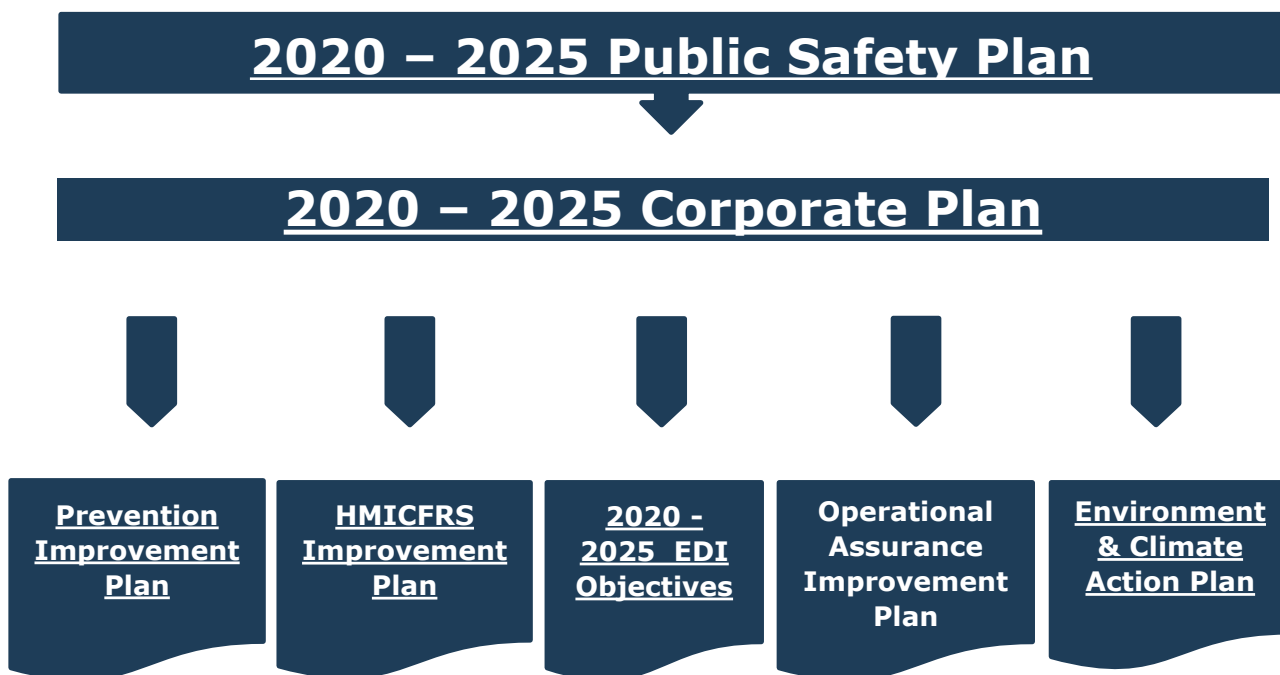 2020 – 2025 Public Safety Plan
2020 – 2025 Corporate Plan
Prevention
Improvement
Plan
HMICFRS
Improvement
Plan
2020 -
2025 EDI
Objectives
Operational
Assurance
Improvement
Plan
Environment
& Climate
Action Plan